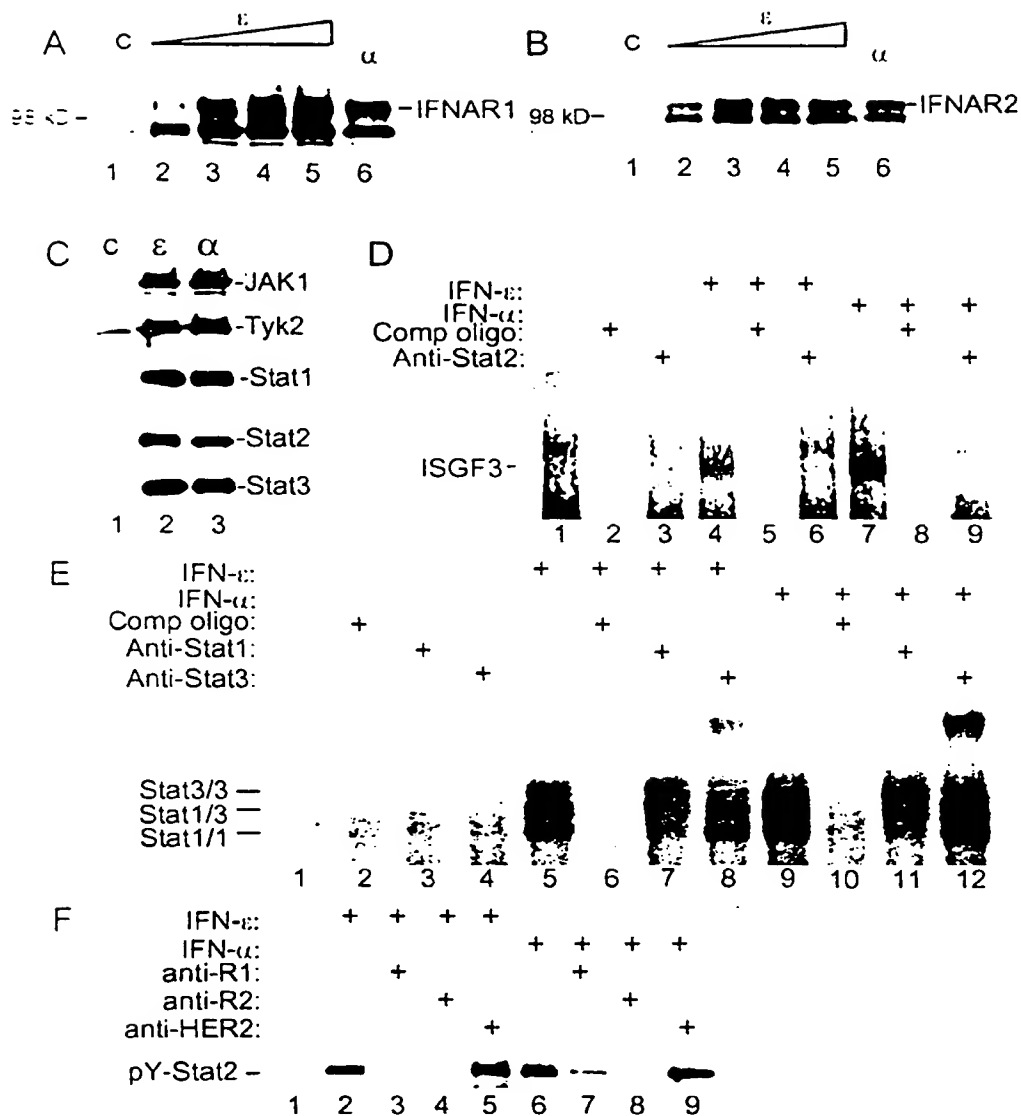 A
c
ε
α
98 kD –
–IFNAR1
1 2 3 4 5 6
B
c
ε
α
98 kD–
–IFNAR2
1 2 3 4 5 6
C
c ε α
-JAK1
-Tyk2
-Stat1
-Stat2
-Stat3
1 2 3
D
IFN-ε: + + +
IFN-α: + + +
Comp oligo: + + +
Anti-Stat2: + + +
ISGF3 -
1 2 3 4 5 6 7 8 9
E
IFN-ε: + + + +
IFN-α: + + + +
Comp oligo: + + +
Anti-Stat1: + + +
Anti-Stat3: + + +
Stat3/3 –
Stat1/3 –
Stat1/1 –
1 2 3 4 5 6 7 8 9 10 11 12
F
IFN-ε: + + + +
IFN-α: + + + +
anti-R1: + +
anti-R2: + +
anti-HER2: + +
pY-Stat2 –
1 2 3 4 5 6 7 8 9